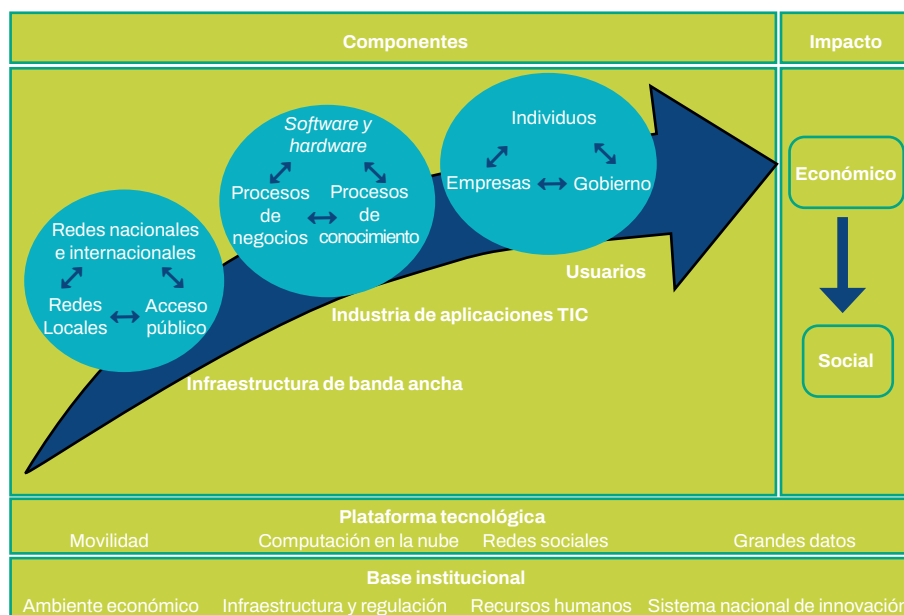 Componentes
Impacto
Software y
hardware
Procesos
de
negocios
Procesos
de
conocimiento
Individuos
Empresas
Gobierno
Redes nacionales
e internacionales
Redes
Locales
Acceso
público
Usuarios
Industria de aplicaciones TIC
Infraestructura de banda ancha
Económico
Social
Plataforma tecnológica
Movilidad
Computación en la nube
Redes sociales
Grandes datos
Base institucional
Ambiente económico
Infraestructura y regulación
Recursos humanos
Sistema nacional de innovación